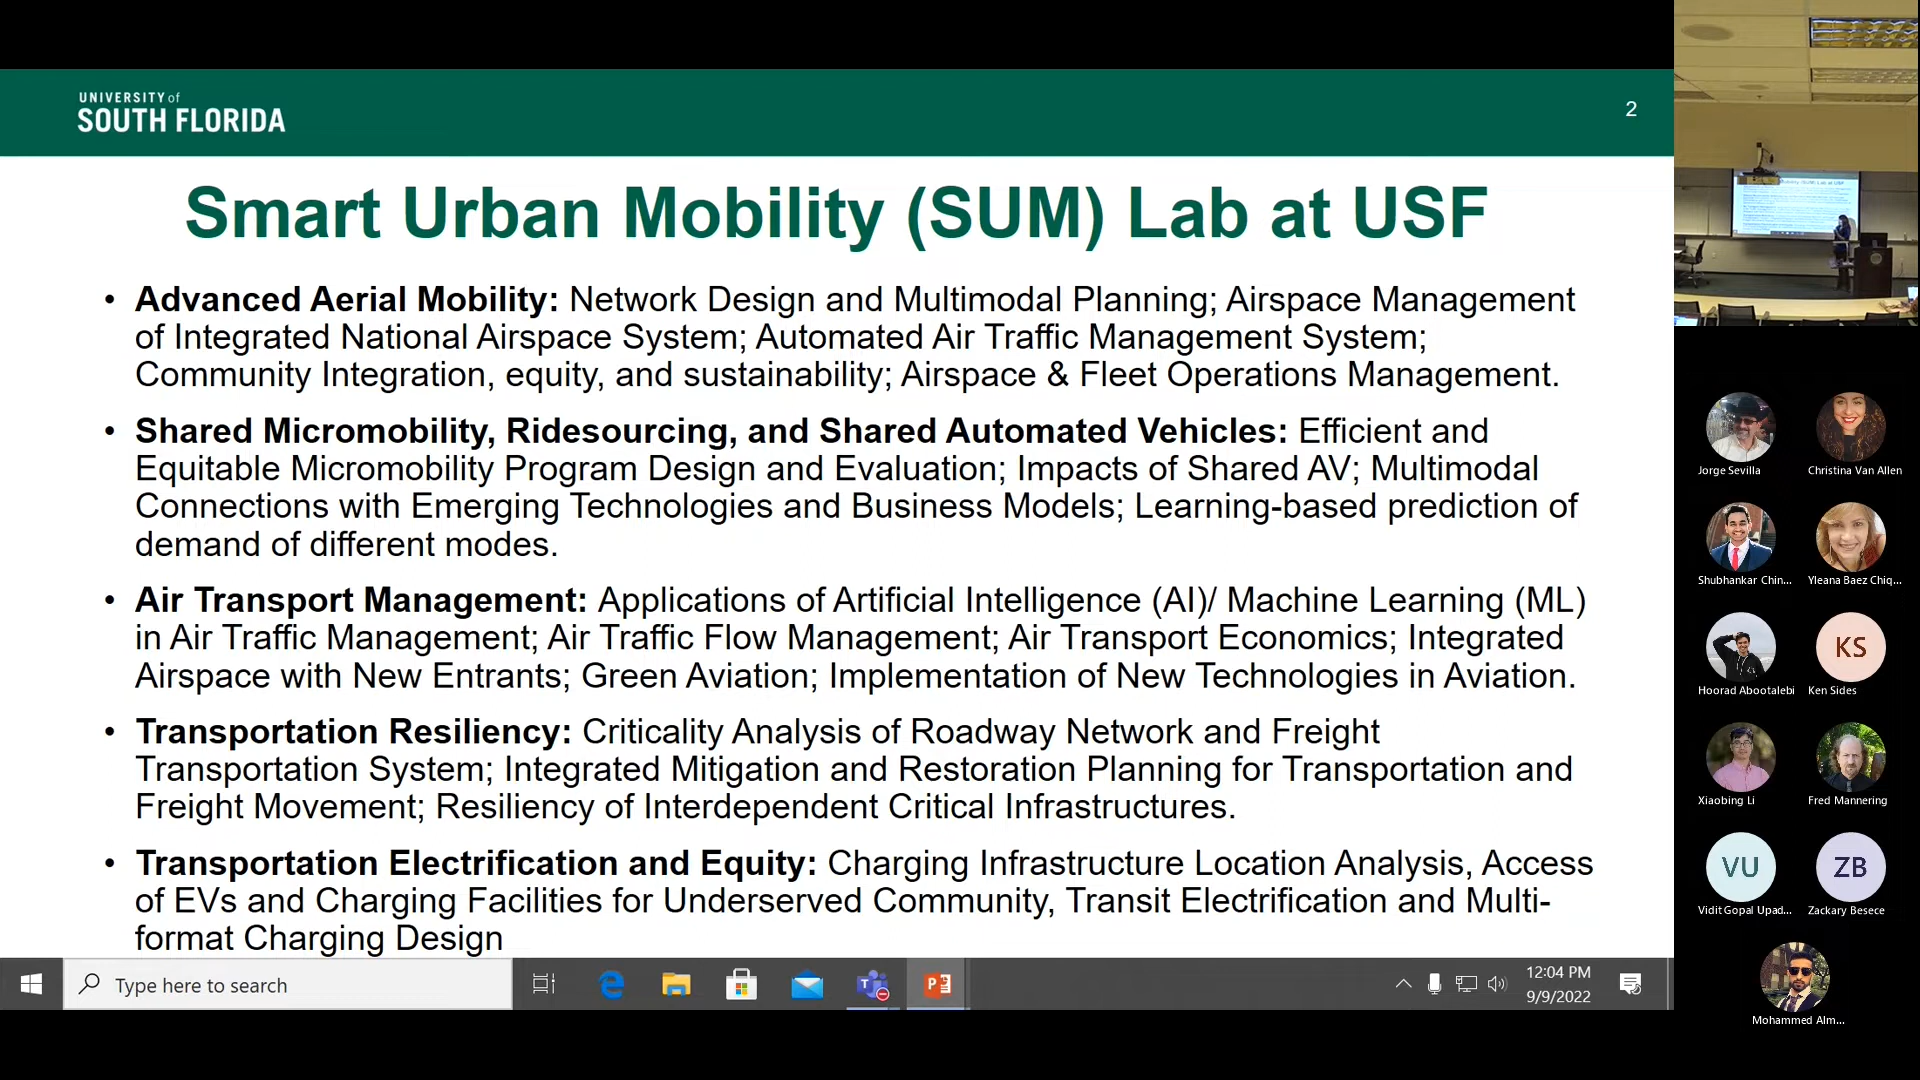 UNIVERSITY of
SOUTH FLORIDA
2
Smart Urban Mobility (SUM) Lab at USF
• Advanced Aerial Mobility: Network Design and Multimodal Planning; Airspace Management
of Integrated National Airspace System; Automated Air Traffic Management System;
Community Integration, equity, and sustainability; Airspace & Fleet Operations Management.
• Shared Micromobility, Ridesourcing, and Shared Automated Vehicles: Efficient and
Equitable Micromobility Program Design and Evaluation; Impacts of Shared AV; Multimodal
Connections with Emerging Technologies and Business Models; Learning-based prediction of
demand of different modes.
• Air Transport Management: Applications of Artificial Intelligence (AI)/ Machine Learning (ML)
in Air Traffic Management; Air Traffic Flow Management; Air Transport Economics; Integrated
Airspace with New Entrants; Green Aviation; Implementation of New Technologies in Aviation.
• Transportation Resiliency: Criticality Analysis of Roadway Network and Freight
Transportation System; Integrated Mitigation and Restoration Planning for Transportation and
Freight Movement; Resiliency of Interdependent Critical Infrastructures.
• Transportation Electrification and Equity: Charging Infrastructure Location Analysis, Access
of EVs and Charging Facilities for Underserved Community, Transit Electrification and Multi-
format Charging Design
Type here to search
12:04 PM
9/9/2022
Jorge Sevilla
Christina Van Allen
Shubhankar Chin...
Yleana Baez Chiq...
Hoorad Abootalebi
KS
Ken Sides
Xiaobing Li
Fred Mannering
VU
Vidit Gopal Upad...
ZB
Zackary Besece
Mohammed Alm...